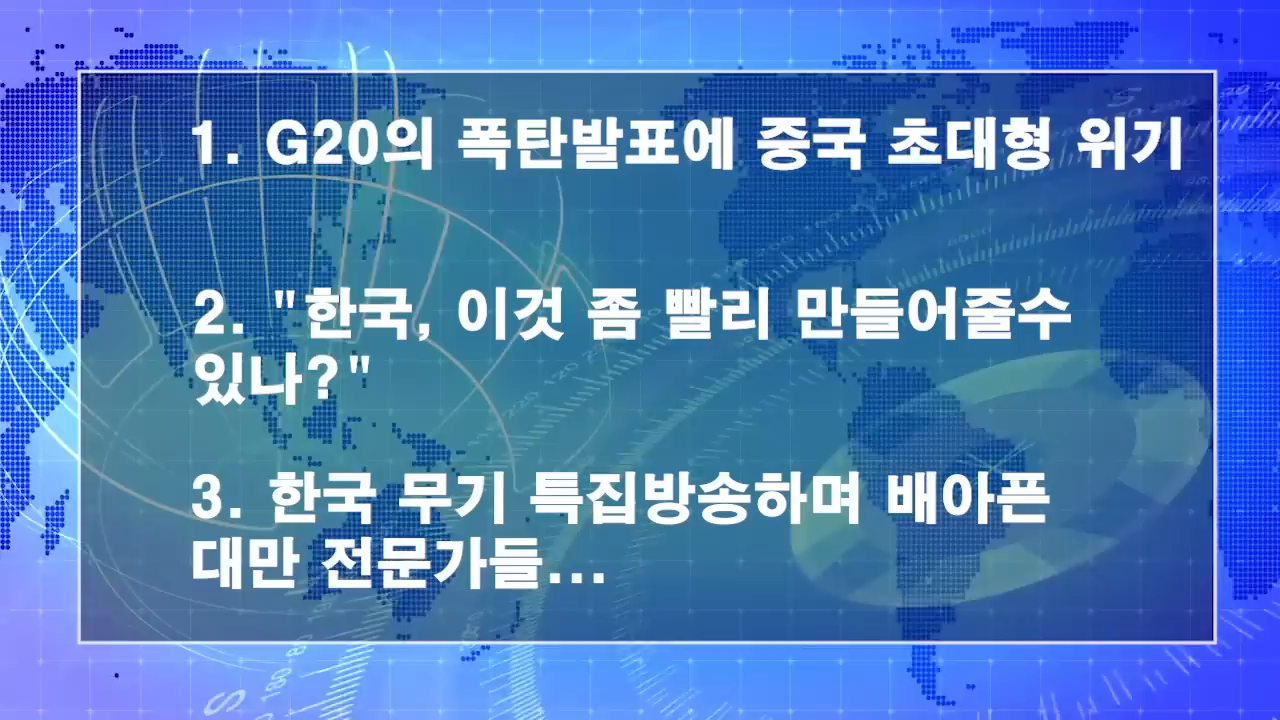 1. G20의 폭탄발표에 중국 초대형 위기
2. "한국, 이것 좀 빨리 만들어줄수
있나?"
3. 한국 무기 특집방송하며 배아픈
대만 전문가들...